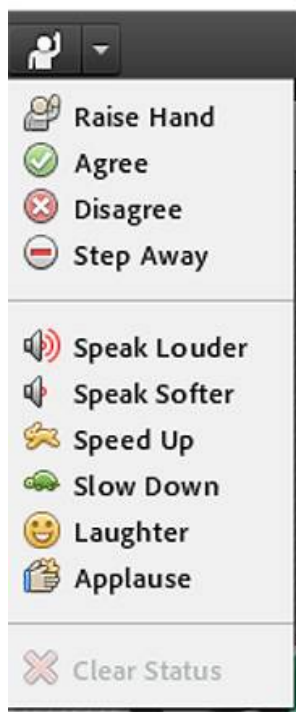 Raise Hand
Agree
Disagree
Step Away
Speak Louder
Speak Softer
Speed Up
Slow Down
Laughter
Applause
Clear Status